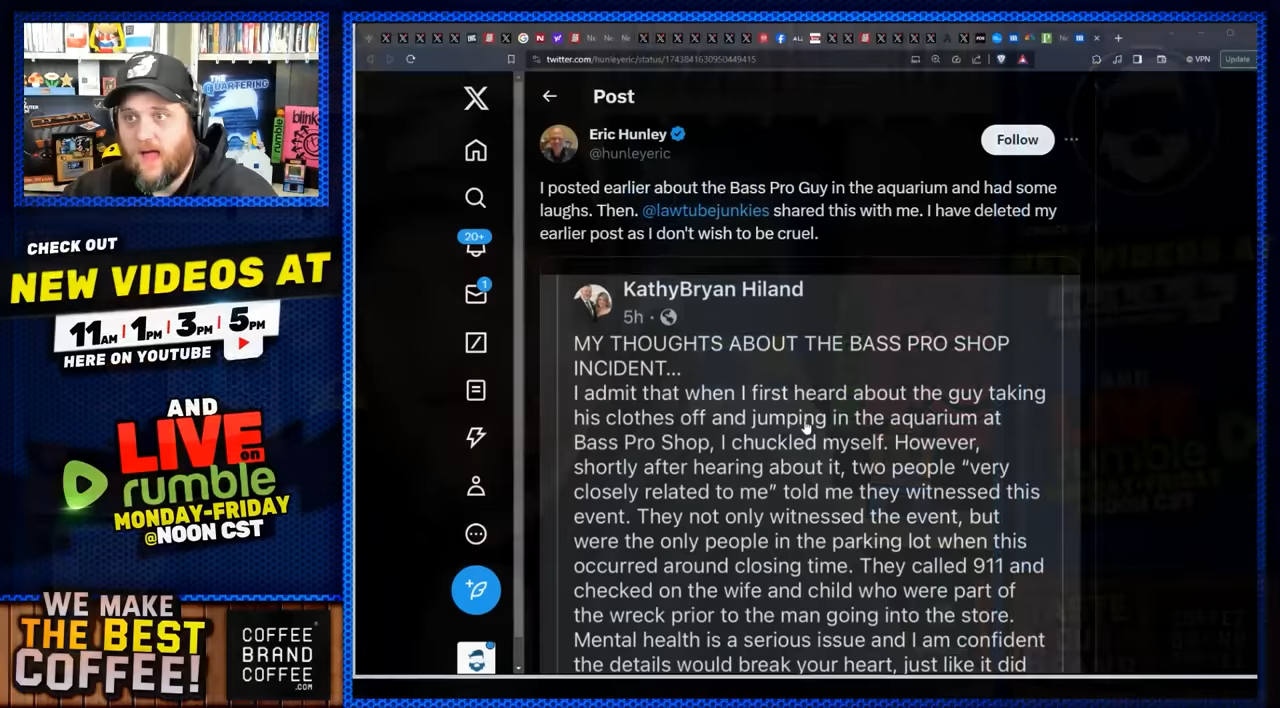 THE
QUARTERING
blink
rumble
CHECK OUT
NEW VIDEOS AT
11AM | 1PM | 3PM | 5PM
HERE ON YOUTUBE
AND
LIVE on
rumble
MONDAY-FRIDAY
@NOON CST
WE MAKE
THE BEST
COFFEE!
COFFEE
BRAND
COFFEE
.COM
twitter.com/hunleyeric/status/1743841630950449415
VPN
Update
Post
Eric Hunley
@hunleyeric
Follow
I posted earlier about the Bass Pro Guy in the aquarium and had some
laughs. Then. @lawtubejunkies shared this with me. I have deleted my
earlier post as I don't wish to be cruel.
20+
1
KathyBryan Hiland
5h ·
MY THOUGHTS ABOUT THE BASS PRO SHOP
INCIDENT...
I admit that when I first heard about the guy taking
his clothes off and jumping in the aquarium at
Bass Pro Shop, I chuckled myself. However,
shortly after hearing about it, two people “very
closely related to me” told me they witnessed this
event. They not only witnessed the event, but
were the only people in the parking lot when this
occurred around closing time. They called 911 and
checked on the wife and child who were part of
the wreck prior to the man going into the store.
Mental health is a serious issue and I am confident
the details would break your heart, just like it did